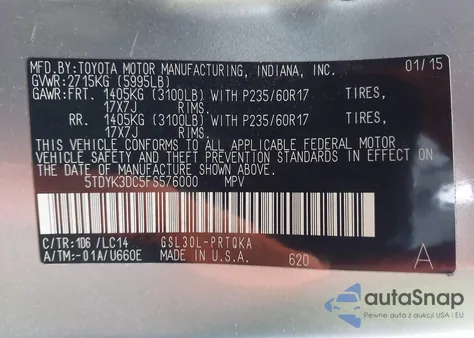 MFD.BY:TOYOTA MOTOR MANUFACTURING, INDIANA, INC. 01/15
GVWR:2715KG (5995LB)
GAWR:FRT. 1405KG (3100LB) WITH P235/60R17 TIRES,
17X7J RIMS.
RR. 1405KG (3100LB) WITH P235/60R17 TIRES,
17X7J RIMS.
THIS VEHICLE CONFORMS TO ALL APPLICABLE FEDERAL MOTOR
VEHICLE SAFETY AND THEFT PREVENTION STANDARDS IN EFFECT ON
THE DATE OF MANUFACTURE SHOWN ABOVE.
5TDYK3DC5FS576000 MPV
C/TR:1D6 /LC14 GSL30L-PRTQKA A
A/TM:-01A/U660E MADE IN U.S.A. 620
autoSnap
Pewne auta z aukcji USA i EU